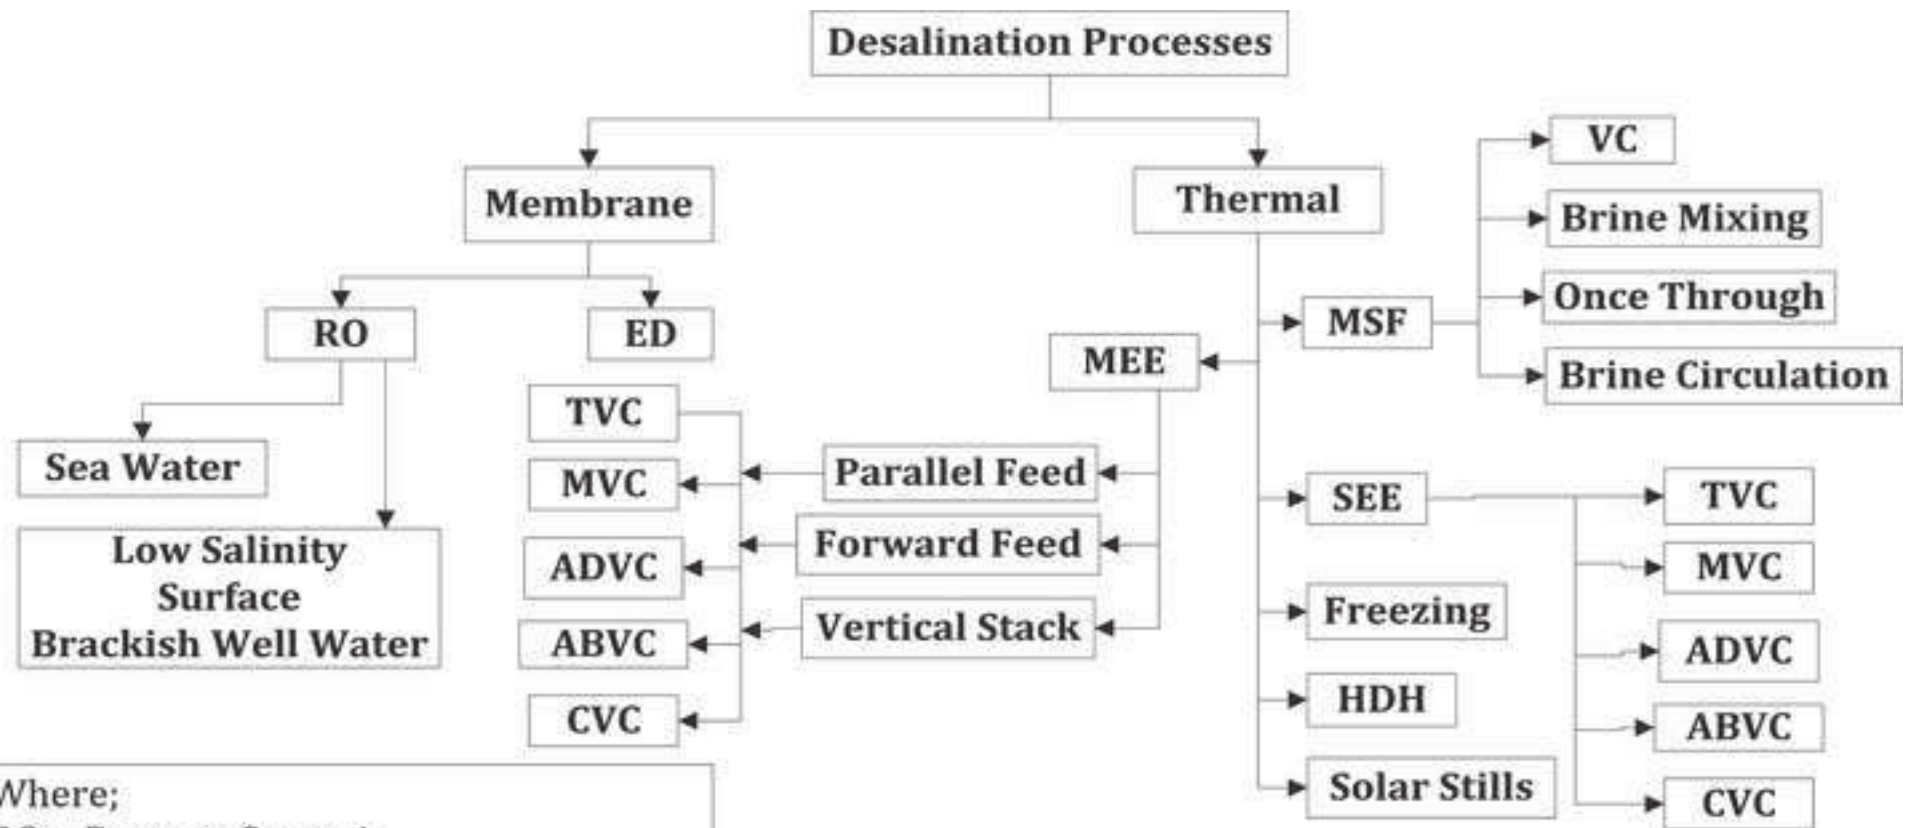 Desalination Processes
Membrane
Thermal
RO
ED
Sea Water
Low Salinity
Surface
Brackish Well Water
MEE
Parallel Feed
Forward Feed
Vertical Stack
TVC
MVC
ADVC
ABVC
CVC
MSF
VC
Brine Mixing
Once Through
Brine Circulation
SEE
TVC
MVC
ADVC
ABVC
CVC
Freezing
HDH
Solar Stills
Where;